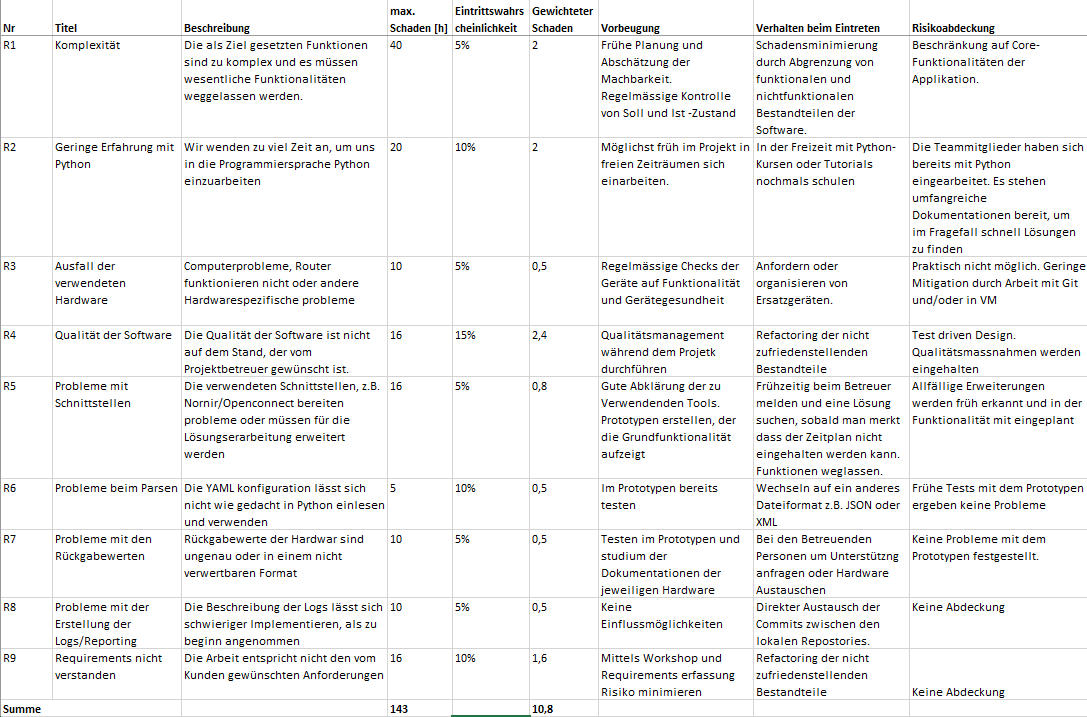 Nr Titel Beschreibung max. Schaden [h] Eintrittswahrs cheinlichkeit Gewichteter Schaden Vorbeugung Verhalten beim Eintreten Risikoabdeckung
R1
Komplexität
Die als Ziel gesetzten Funktionen
sind zu komplex und es müssen
wesentliche Funktionalitäten
weggelassen werden.
40
5%
2
Frühe Planung und
Abschätzung der
Machbarkeit.
Regelmässige Kontrolle
von Soll und Ist -Zustand
Schadensminimierung
durch Abgrenzung von
funktionalen und
nichtfunktionalen
Bestandteilen der
Software.
Beschränkung auf Core-
Funktionalitäten der
Applikation.
R2
Geringe Erfahrung mit
Python
Wir wenden zu viel Zeit an, um uns
in die Programmiersprache Python
einzuarbeiten
20
10%
2
Möglichst früh im Projekt in
freien Zeiträumen sich
einarbeiten.
In der Freizeit mit Python-
Kursen oder Tutorials
nochmals schulen
Die Teammitglieder haben sich
bereits mit Python
eingearbeitet. Es stehen
umfangreiche
Dokumentationen bereit, um
im Fragefall schnell Lösungen
zu finden
R3
Ausfall der
verwendeten
Hardware
Computerprobleme, Router
funktionieren nicht oder andere
Hardwarespezifische probleme
10
5%
0,5
Regelmässige Checks der
Geräte auf Funktionalität
und Gerätegesundheit
Anfordern oder
organisieren von
Ersatzgeräten.
Praktisch nicht möglich. Geringe
Mitigation durch Arbeit mit Git
und/oder in VM
R4
Qualität der Software
Die Qualität der Software ist nicht
auf dem Stand, der vom
Projektbetreuer gewünscht ist.
16
15%
2,4
Qualitätsmanagement
während dem Projetk
durchführen
Refactoring der nicht
zufriedenstellenden
Bestandteile
Test driven Design.
Qualitätsmassnahmen werden
eingehalten
R5
Probleme mit
Schnittstellen
Die verwendeten Schnittstellen, z.B.
Nornir/Openconnect bereiten
probleme oder müssen für die
Lösungserarbeitung erweitert
werden
16
5%
0,8
Gute Abklärung der zu
Verwendenden Tools.
Prototypen erstellen, der
die Grundfunktionalität
aufzeigt
Frühzeitig beim Betreuer
melden und eine Lösung
suchen, sobald man merkt
dass der Zeitplan nicht
eingehalten werden kann.
Funktionen weglassen.
Allfällige Erweiterungen
werden früh erkannt und in der
Funktionalität mit eingeplant
R6
Probleme beim Parsen
Die YAML konfiguration lässt sich
nicht wie gedacht in Python einlesen
und verwenden
5
10%
0,5
Im Prototypen bereits
testen
Wechseln auf ein anderes
Dateiformat z.B. JSON oder
XML
Frühe Tests mit dem Prototypen
ergeben keine Probleme
R7
Probleme mit den
Rückgabewerten
Rückgabewerte der Hardwar sind
ungenau oder in einem nicht
verwertbaren Format
10
5%
0,5
Testen im Prototypen und
studium der
Dokumentationen der
jeweiligen Hardware
Bei den Betreuenden
Personen um Unterstützng
anfragen oder Hardware
Austauschen
Keine Probleme mit dem
Prototypen festgestellt.
R8
Probleme mit der
Erstellung der
Logs/Reporting
Die Beschreibung der Logs lässt sich
schwieriger Implementieren, als zu
beginn angenommen
10
5%
0,5
Keine
Einflussmöglichkeiten
Direkter Austausch der
Commits zwischen den
lokalen Repostories.
Keine Abdeckung
R9
Requirements nicht
verstanden
Die Arbeit entspricht nicht den vom
Kunden gewünschten Anforderungen
16
10%
1,6
Mittels Workshop und
Requirements erfassung
Risiko minimieren
Refactoring der nicht
zufriedenstellenden
Bestandteile
Keine Abdeckung
Summe 143 10,8